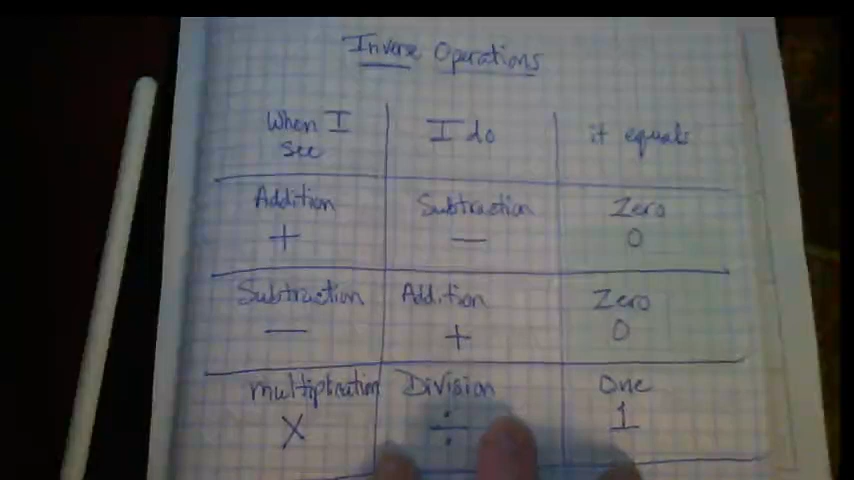 Inverse Operations
When I see
I do
it equals
Addition
+
Subtraction
—
Zero
0
Subtraction
—
Addition
+
Zero
0
multiplication
X
Division
÷
One
1